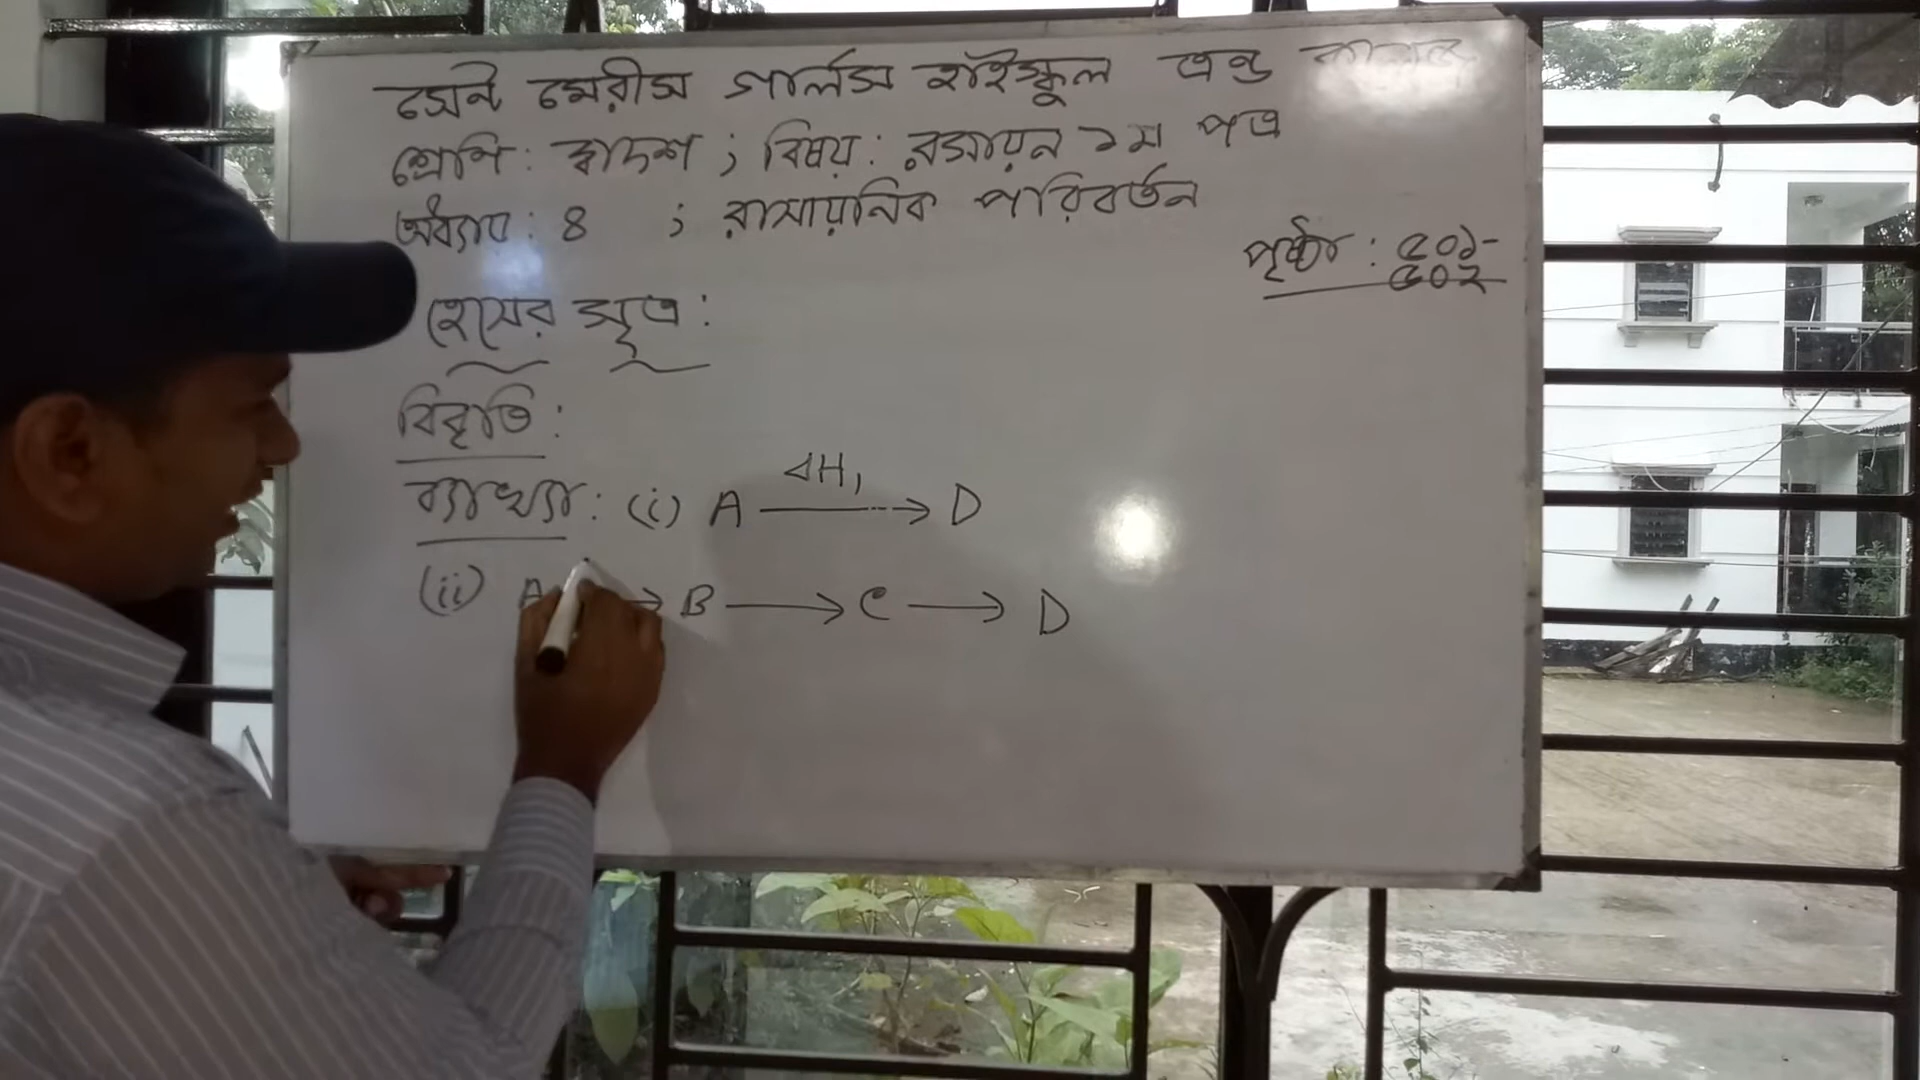 সেন্ট মেরীস গার্লস হাইস্কুল এন্ড কলেজ
শ্রেণি : দ্বাদশ ; বিষয় : রসায়ন ১ম পত্র
অধ্যায় : ৪ ; রাসায়নিক পরিবর্তন
পৃষ্ঠা : ৫০১-
৫০২
হেসের সূত্র :
বিবৃতি :
ব্যাখ্যা : (i) A ΔH₁ → D
(ii) A → B → C → D